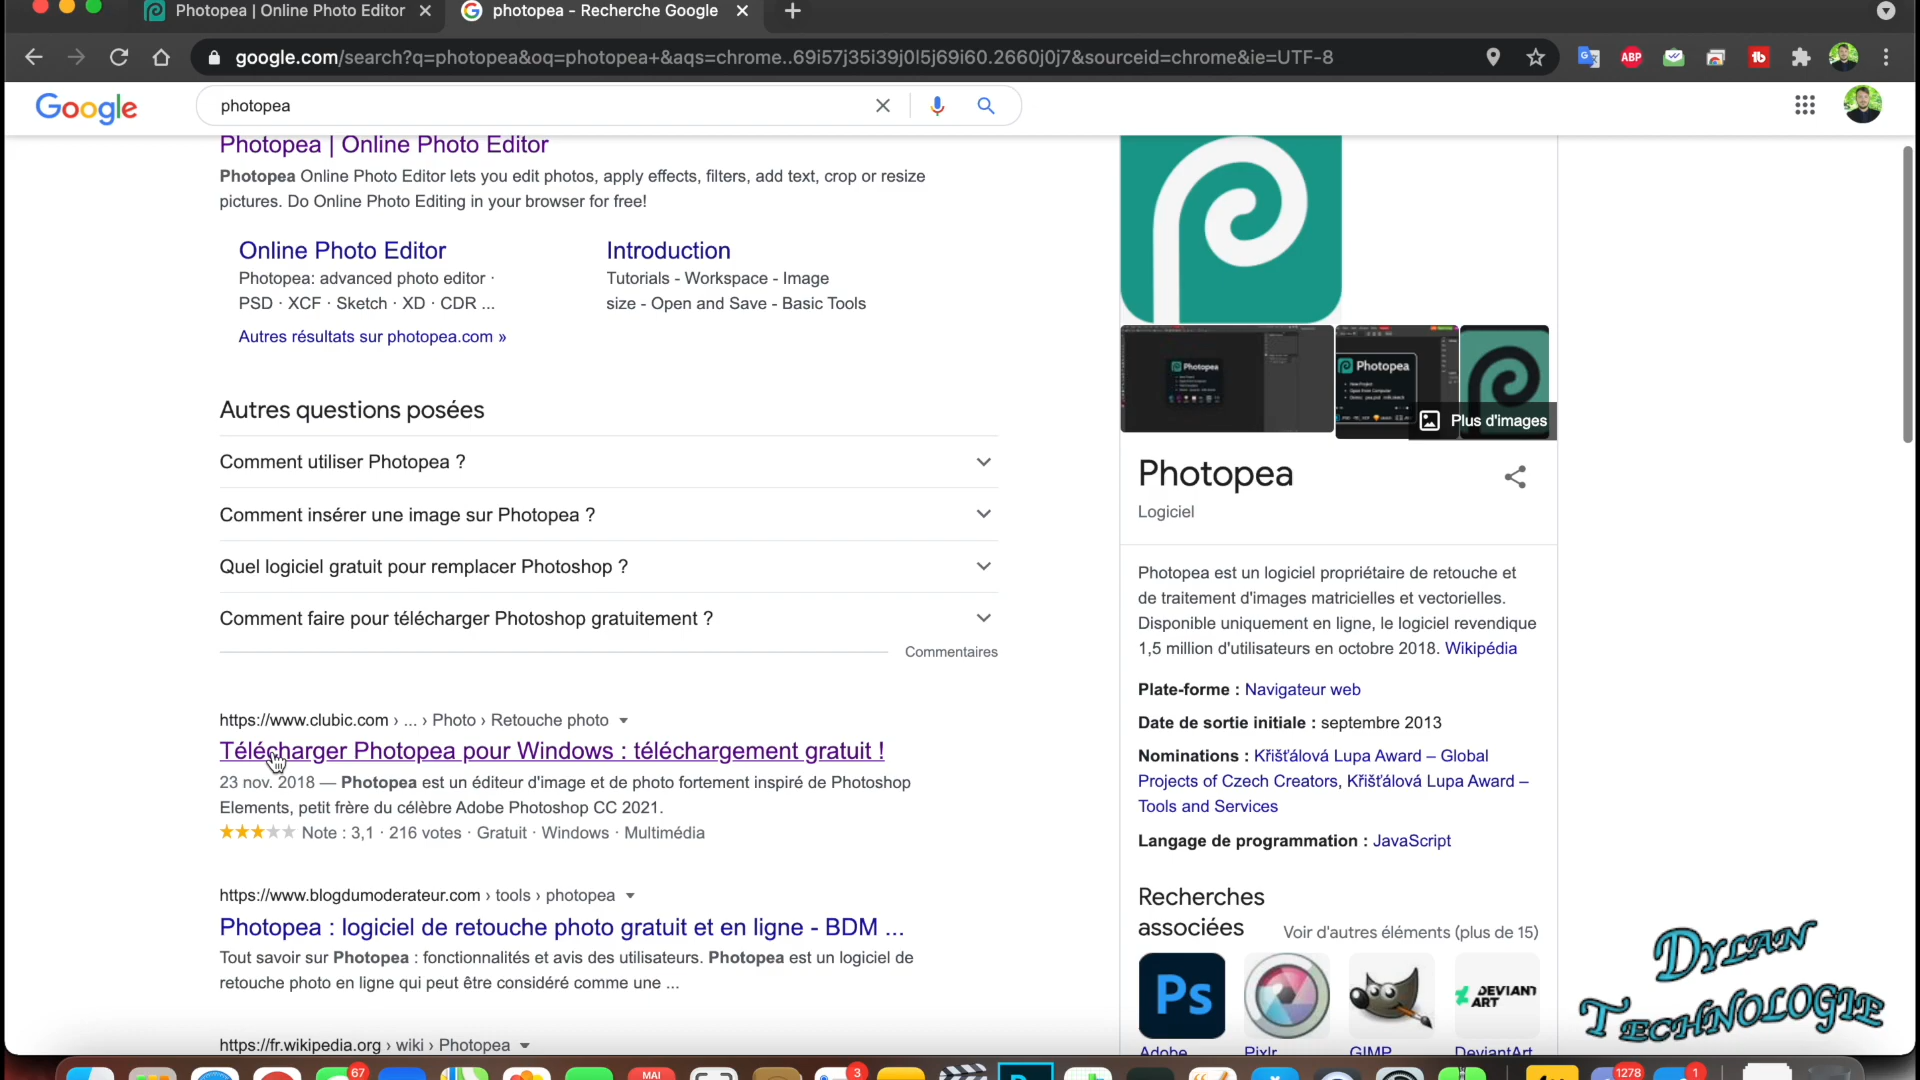 Photopea | Online Photo Editor
photopea - Recherche Google
google.com/search?q=photopea&oq=photopea+&aqs=chrome..69i57j35i39j0l5j69i60.2660j0j7&sourceid=chrome&ie=UTF-8
ABP
Google
photopea
Photopea | Online Photo Editor
Photopea Online Photo Editor lets you edit photos, apply effects, filters, add text, crop or resize
pictures. Do Online Photo Editing in your browser for free!
Online Photo Editor
Photopea: advanced photo editor ·
PSD · XCF · Sketch · XD · CDR ...
Introduction
Tutorials - Workspace - Image
size - Open and Save - Basic Tools
Autres résultats sur photopea.com »
Autres questions posées
Comment utiliser Photopea ?
Comment insérer une image sur Photopea ?
Quel logiciel gratuit pour remplacer Photoshop ?
Comment faire pour télécharger Photoshop gratuitement ?
Commentaires
https://www.clubic.com › ... › Photo › Retouche photo
Télécharger Photopea pour Windows : téléchargement gratuit !
23 nov. 2018 — Photopea est un éditeur d'image et de photo fortement inspiré de Photoshop
Elements, petit frère du célèbre Adobe Photoshop CC 2021.
Note : 3,1 · 216 votes · Gratuit · Windows · Multimédia
https://www.blogdumoderateur.com › tools › photopea
Photopea : logiciel de retouche photo gratuit et en ligne - BDM ...
Tout savoir sur Photopea : fonctionnalités et avis des utilisateurs. Photopea est un logiciel de
retouche photo en ligne qui peut être considéré comme une ...
https://fr.wikipedia.org › wiki › Photopea
Photopea
Photopea
Plus d'images
Photopea
Logiciel
Photopea est un logiciel propriétaire de retouche et
de traitement d'images matricielles et vectorielles.
Disponible uniquement en ligne, le logiciel revendique
1,5 million d'utilisateurs en octobre 2018. Wikipédia
Plate-forme : Navigateur web
Date de sortie initiale : septembre 2013
Nominations : Křišťálová Lupa Award – Global
Projects of Czech Creators, Křišťálová Lupa Award –
Tools and Services
Langage de programmation : JavaScript
Recherches
associées
Voir d'autres éléments (plus de 15)
Ps
DEVIANT
ART
Adobe
Pixlr
GIMP
DeviantArt
DYLAN
TECHNOLOGIE
67
MAI
3
1278
1